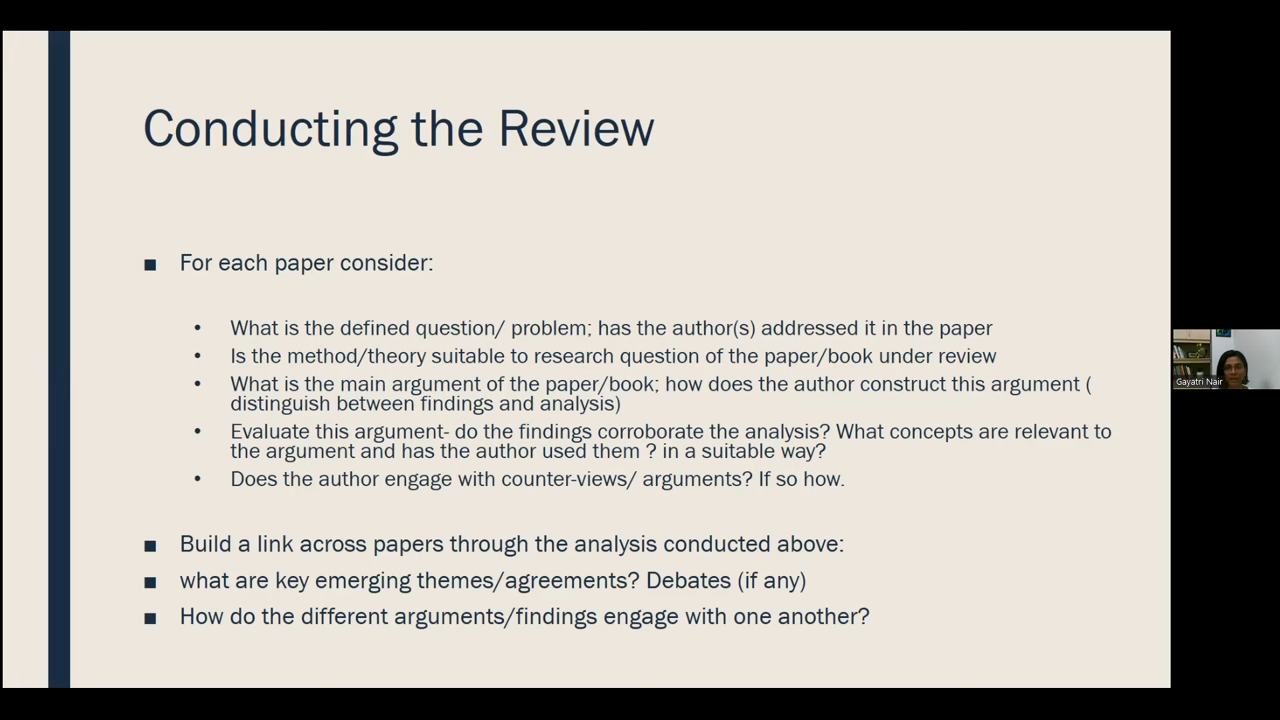 Conducting the Review
■ For each paper consider:
• What is the defined question/ problem; has the author(s) addressed it in the paper
• Is the method/theory suitable to research question of the paper/book under review
• What is the main argument of the paper/book; how does the author construct this argument (
distinguish between findings and analysis)
• Evaluate this argument- do the findings corroborate the analysis? What concepts are relevant to
the argument and has the author used them ? in a suitable way?
• Does the author engage with counter-views/ arguments? If so how.
■ Build a link across papers through the analysis conducted above:
■ what are key emerging themes/agreements? Debates (if any)
■ How do the different arguments/findings engage with one another?
Gayatri Nair